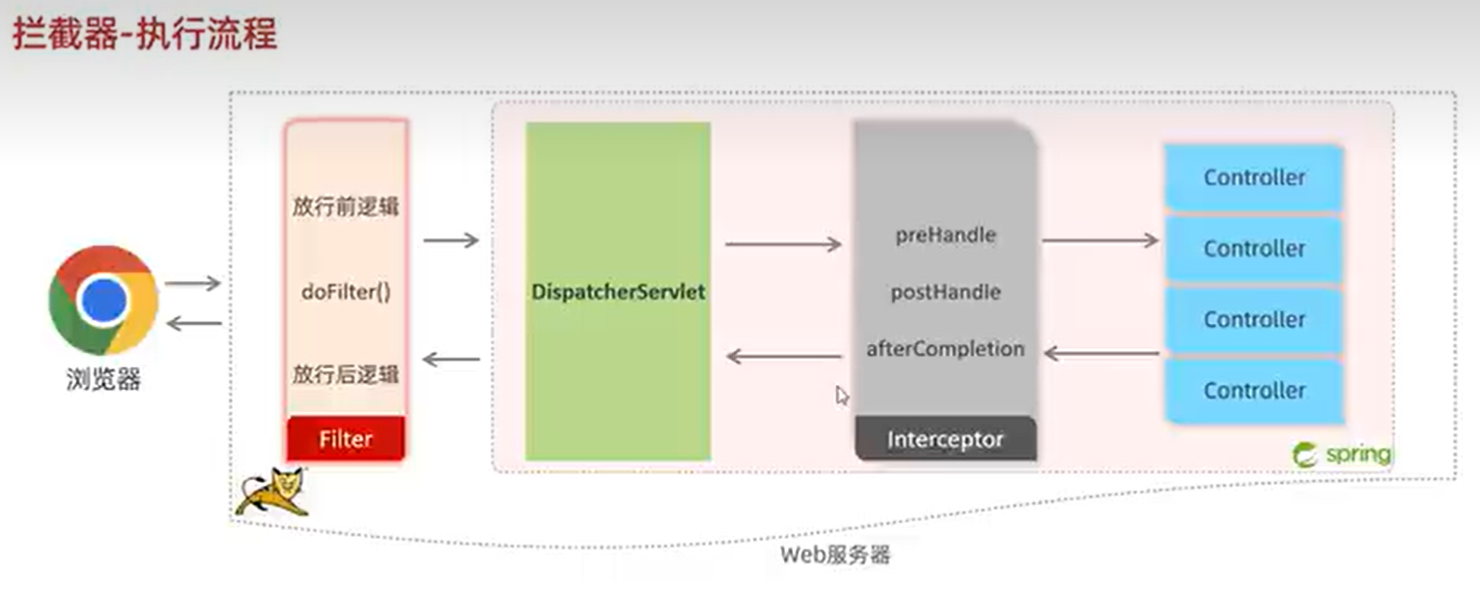 拦截器-执行流程
放行前逻辑
doFilter()
放行后逻辑
Filter
DispatcherServlet
preHandle
postHandle
afterCompletion
Interceptor
Controller
Controller
Controller
Controller
spring
浏览器
Web服务器